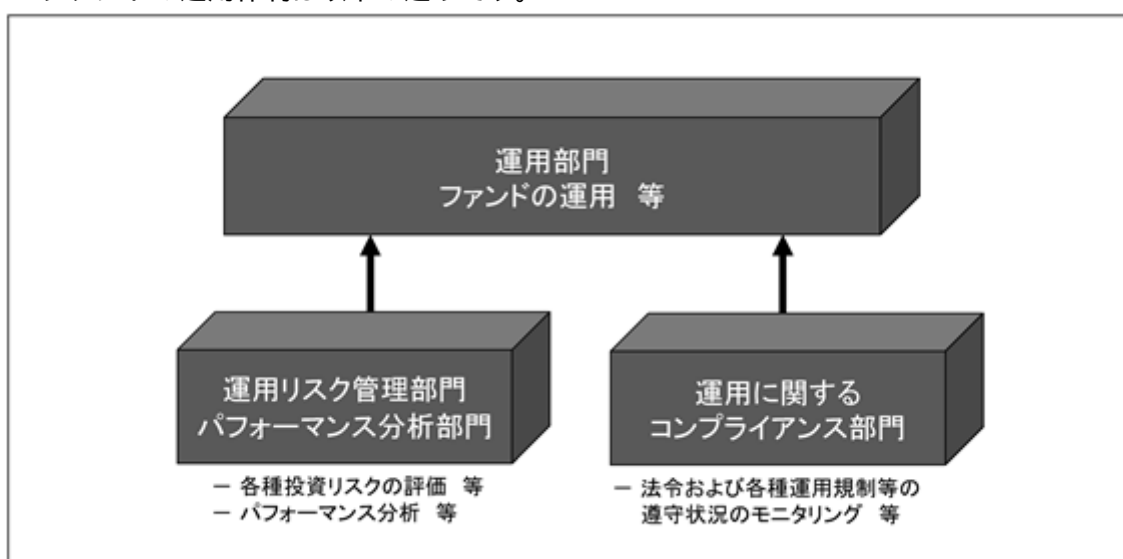 運用部門
ファンドの運用 等
運用リスク管理部門
パフォーマンス分析部門
－ 各種投資リスクの評価 等
－ パフォーマンス分析 等
運用に関する
コンプライアンス部門
－ 法令および各種運用規制等の
遵守状況のモニタリング 等